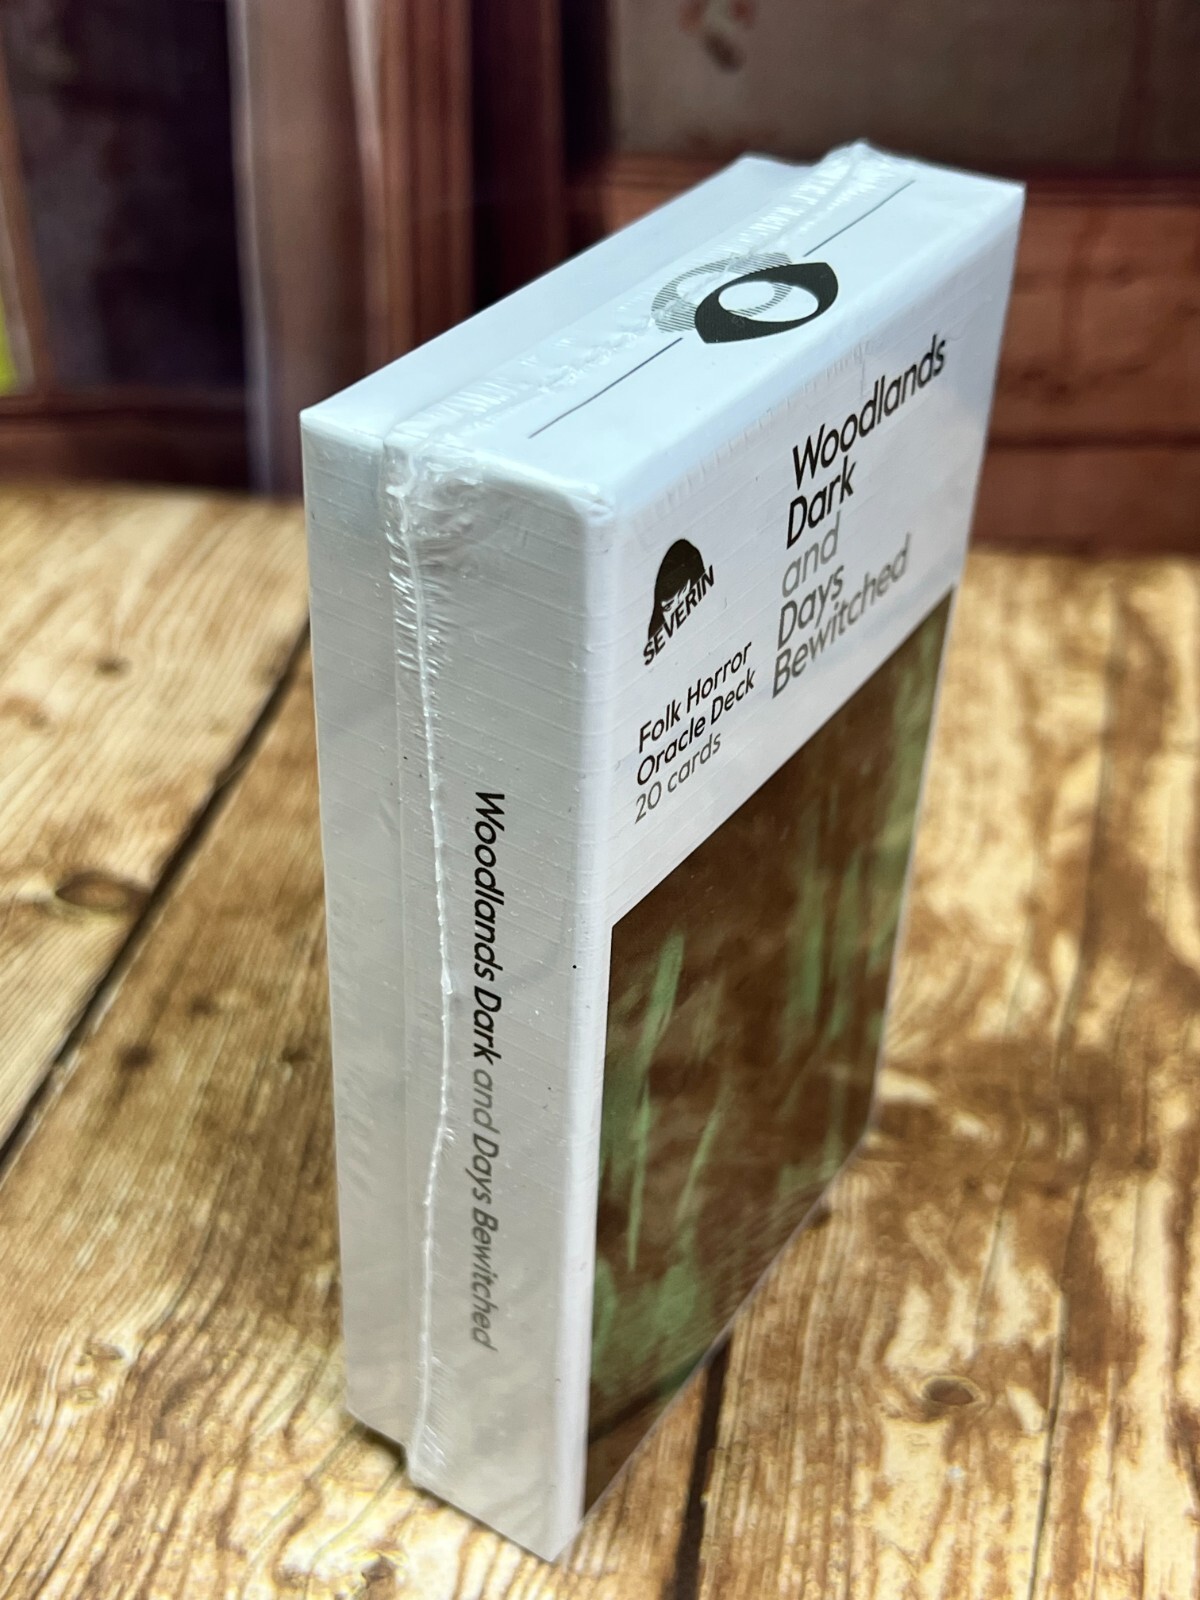 Woodlands
Dark
and
Days
Bewitched
SEVERIN
Folk Horror
Oracle Deck
20 cards
Woodlands Dark and Days Bewitched